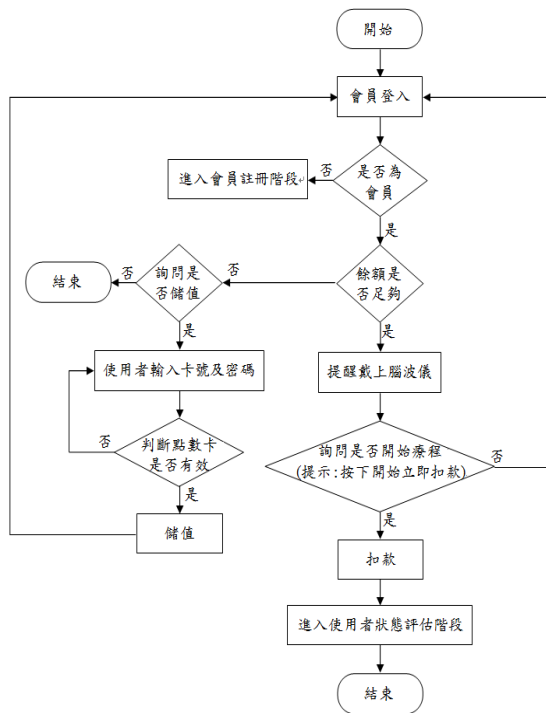 開始
會員登入
是否為
會員
否
進入會員註冊階段
是
餘額是
否足夠
否
詢問是
否儲值
否
結束
是
是
使用者輸入卡號及密碼
提醒戴上腦波儀
判斷點數卡
是否有效
否
詢問是否開始療程
(提示:按下開始立即扣款)
否
是
是
儲值
扣款
進入使用者狀態評估階段
結束